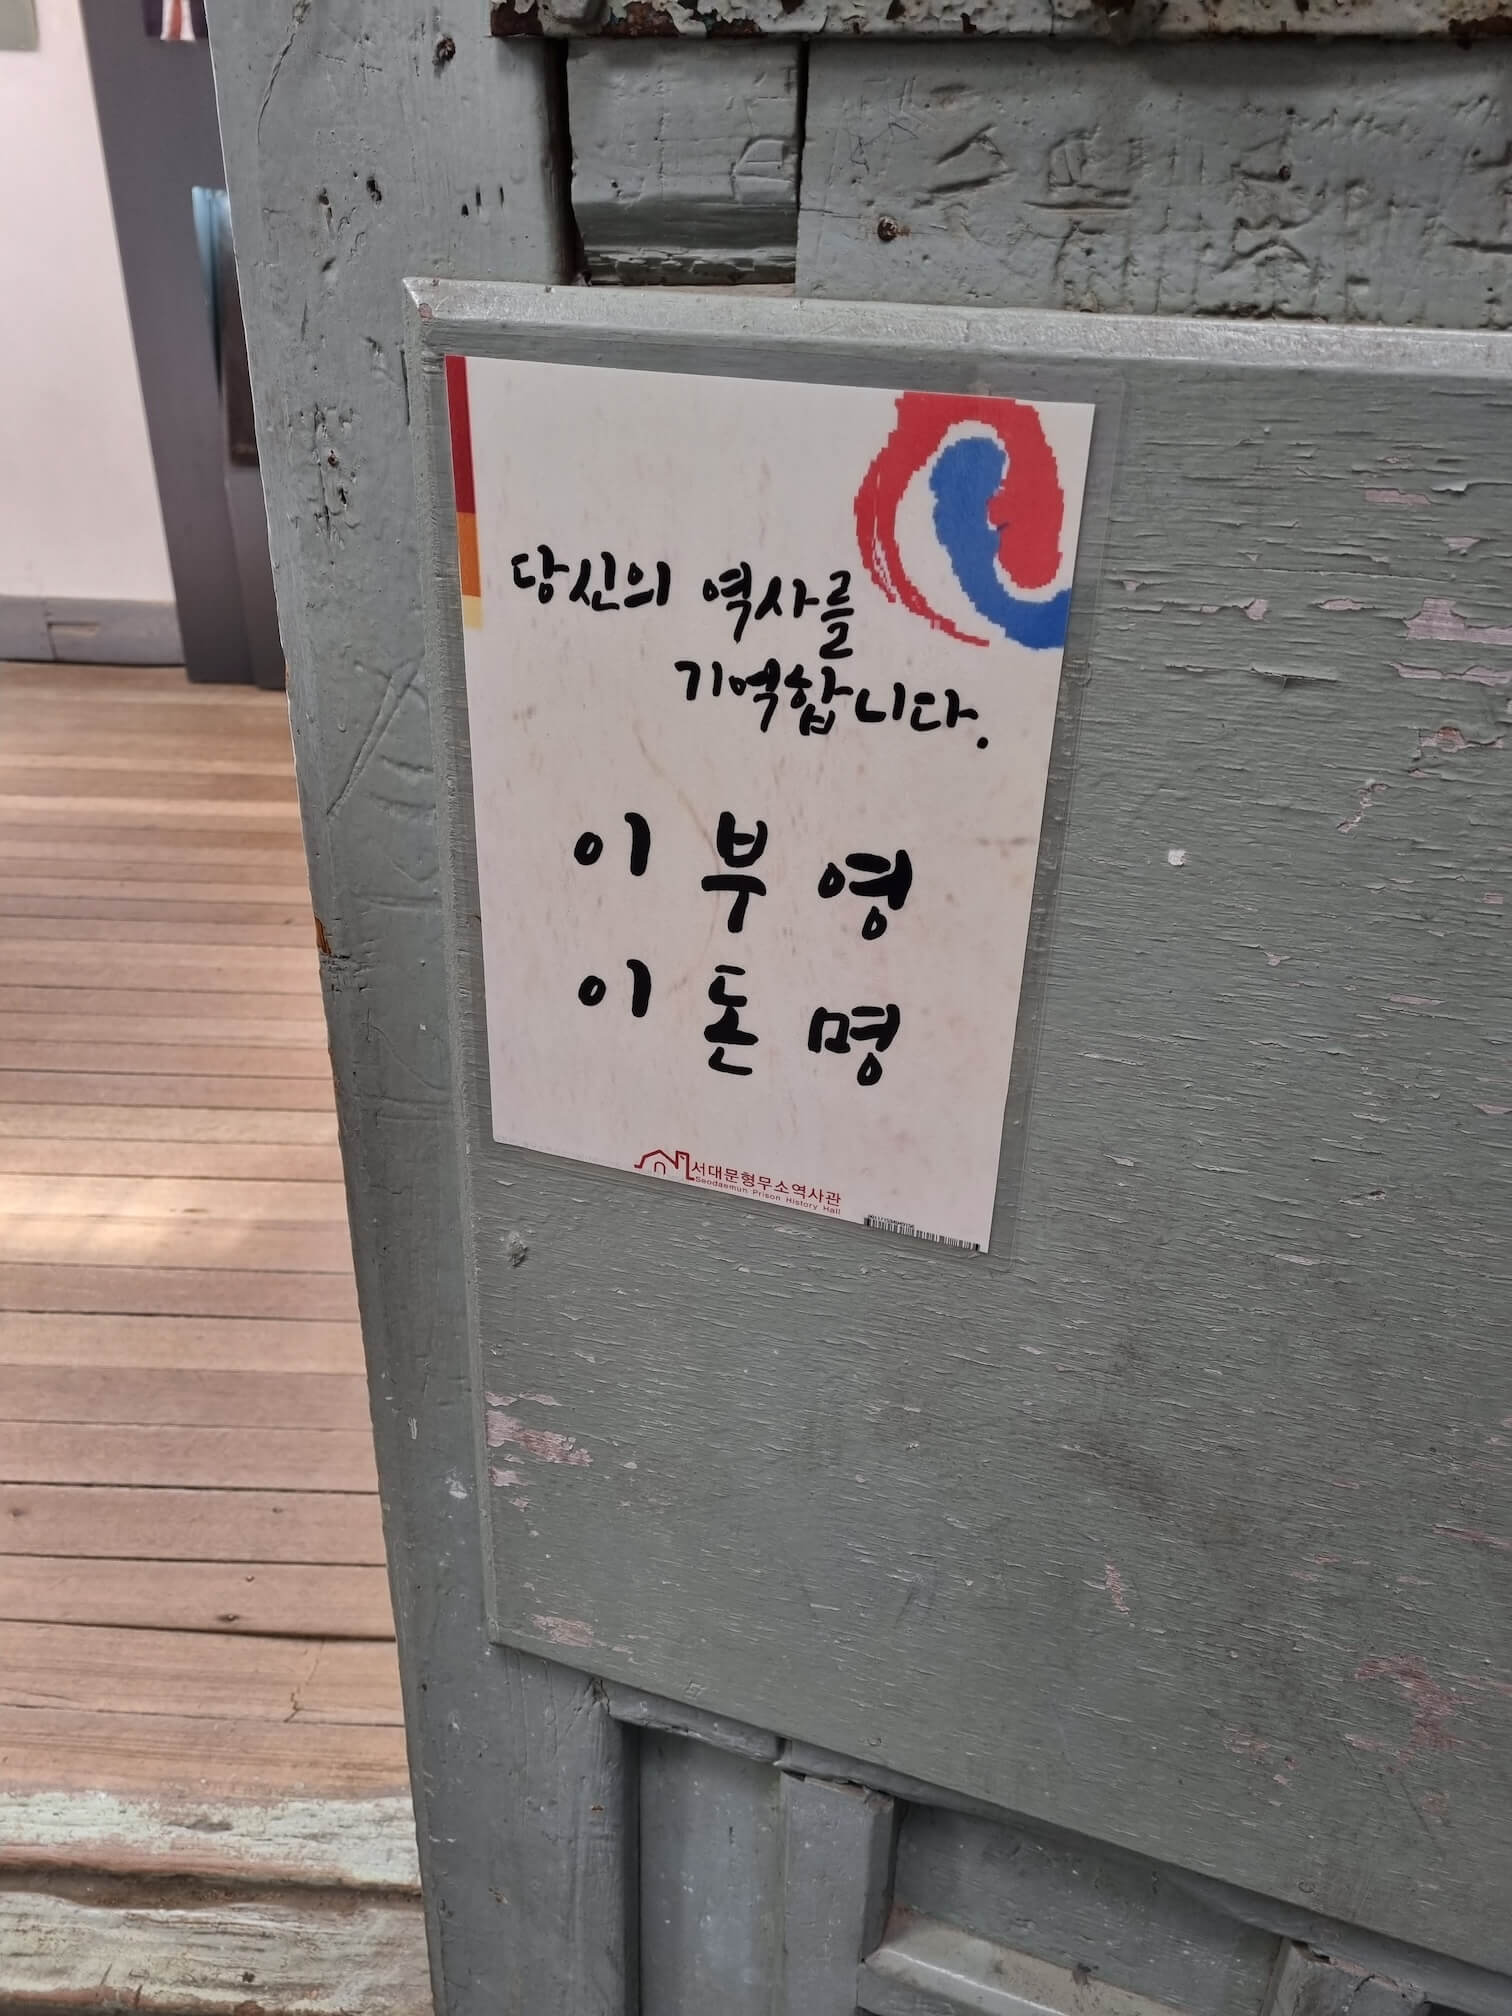 당신의 역사를
기억합니다.
이 부 영
이 돈 명
서대문형무소역사관
Seodaemun Prison History Hall